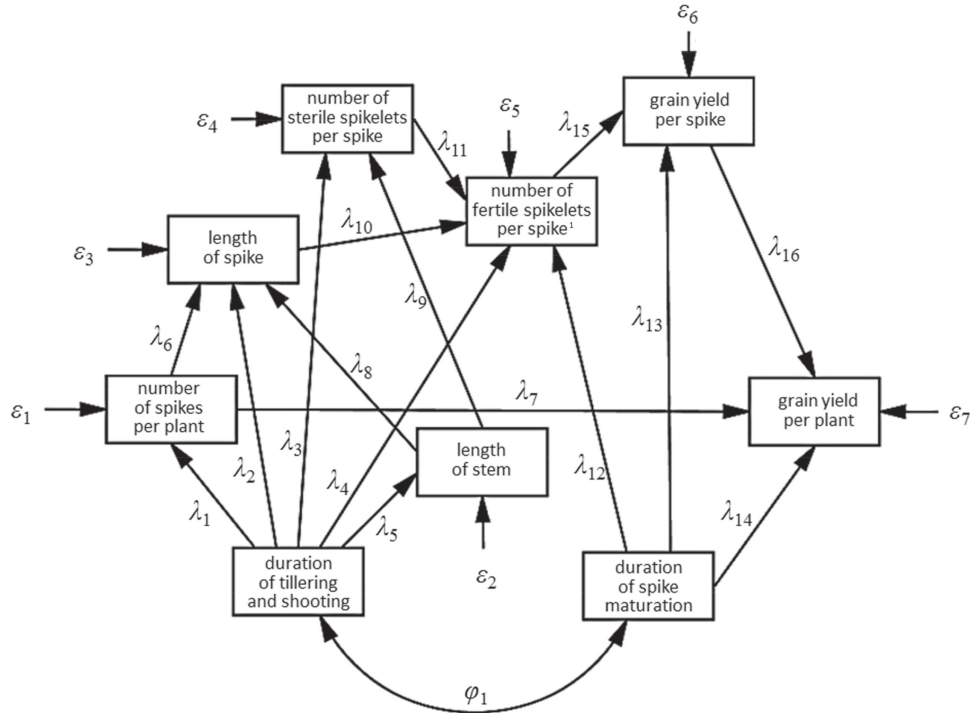 ε6
number of
sterile spikelets
per spike
grain yield
per spike
ε4
ε5
λ15
λ11
number of
fertile spikelets
per spike¹
length
of spike
λ10
ε3
λ16
λ9
λ13
λ6
λ8
number
of spikes
per plant
λ7
grain yield
per plant
ε1
ε7
length
of stem
λ3
λ2
λ4
λ12
λ1
λ5
λ14
duration
of tillering
and shooting
ε2
duration
of spike
maturation
φ1